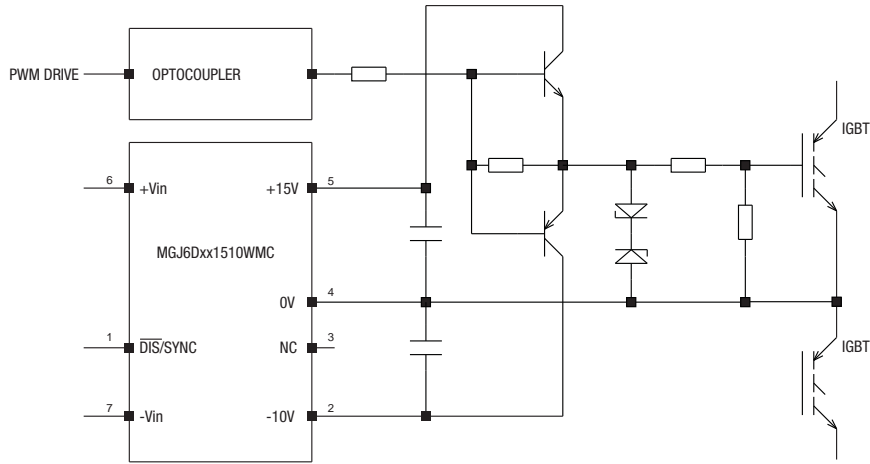 PWM DRIVE
OPTOCOUPLER
IGBT
6
+Vin
+15V
5
MGJ6Dxx1510WMC
0V
4
1
DIS/SYNC
NC
3
IGBT
7
-Vin
-10V
2